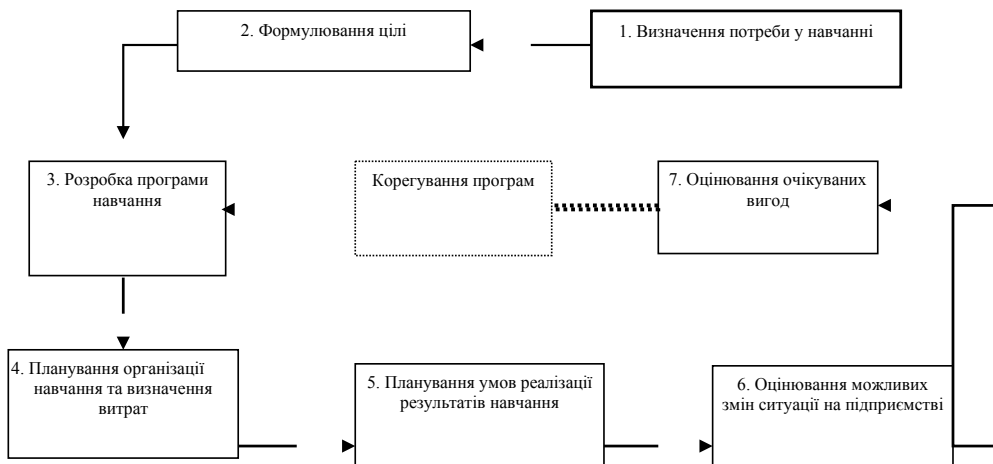 2. Формулювання цілі
1. Визначення потреби у навчанні
3. Розробка програми
навчання
Корегування програм
7. Оцінювання очікуваних
вигод
4. Планування організації
навчання та визначення
витрат
5. Планування умов реалізації
результатів навчання
6. Оцінювання можливих
змін ситуації на підприємстві